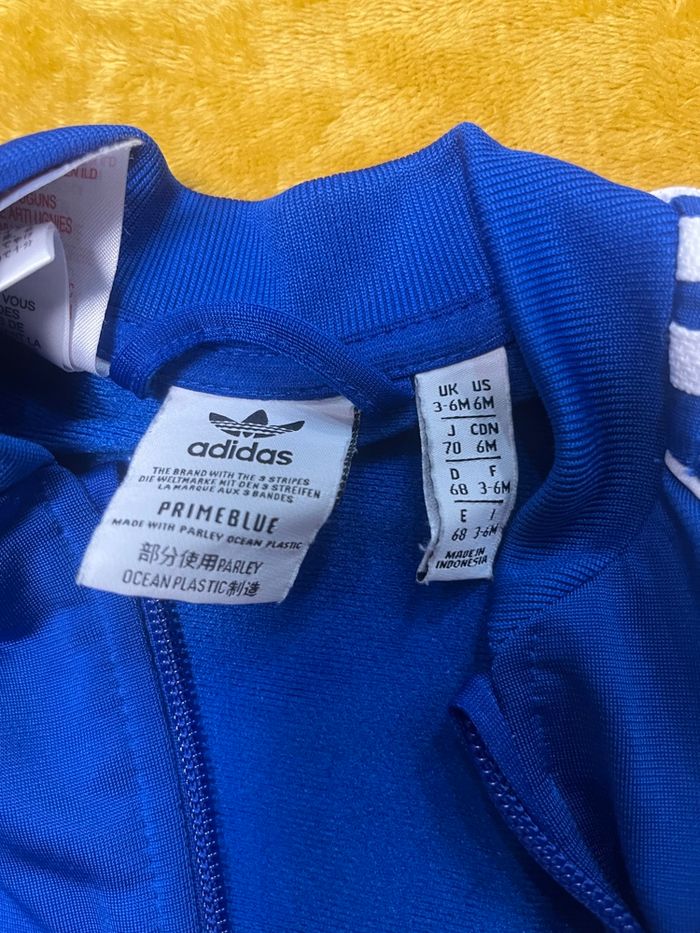 adidas
THE BRAND WITH THE 3 STRIPES
DIE WELTMARKE MIT DEN 3 STREIFEN
LA MARQUE AUX 3 BANDES
PRIMEBLUE
MADE WITH PARLEY OCEAN PLASTIC
部分使用PARLEY
OCEAN PLASTIC制造
UK US
3-6M 6M
J CDN
70 6M
D F
68 3-6M
E I
68 3-6M
MADE IN
INDONESIA
VOUS